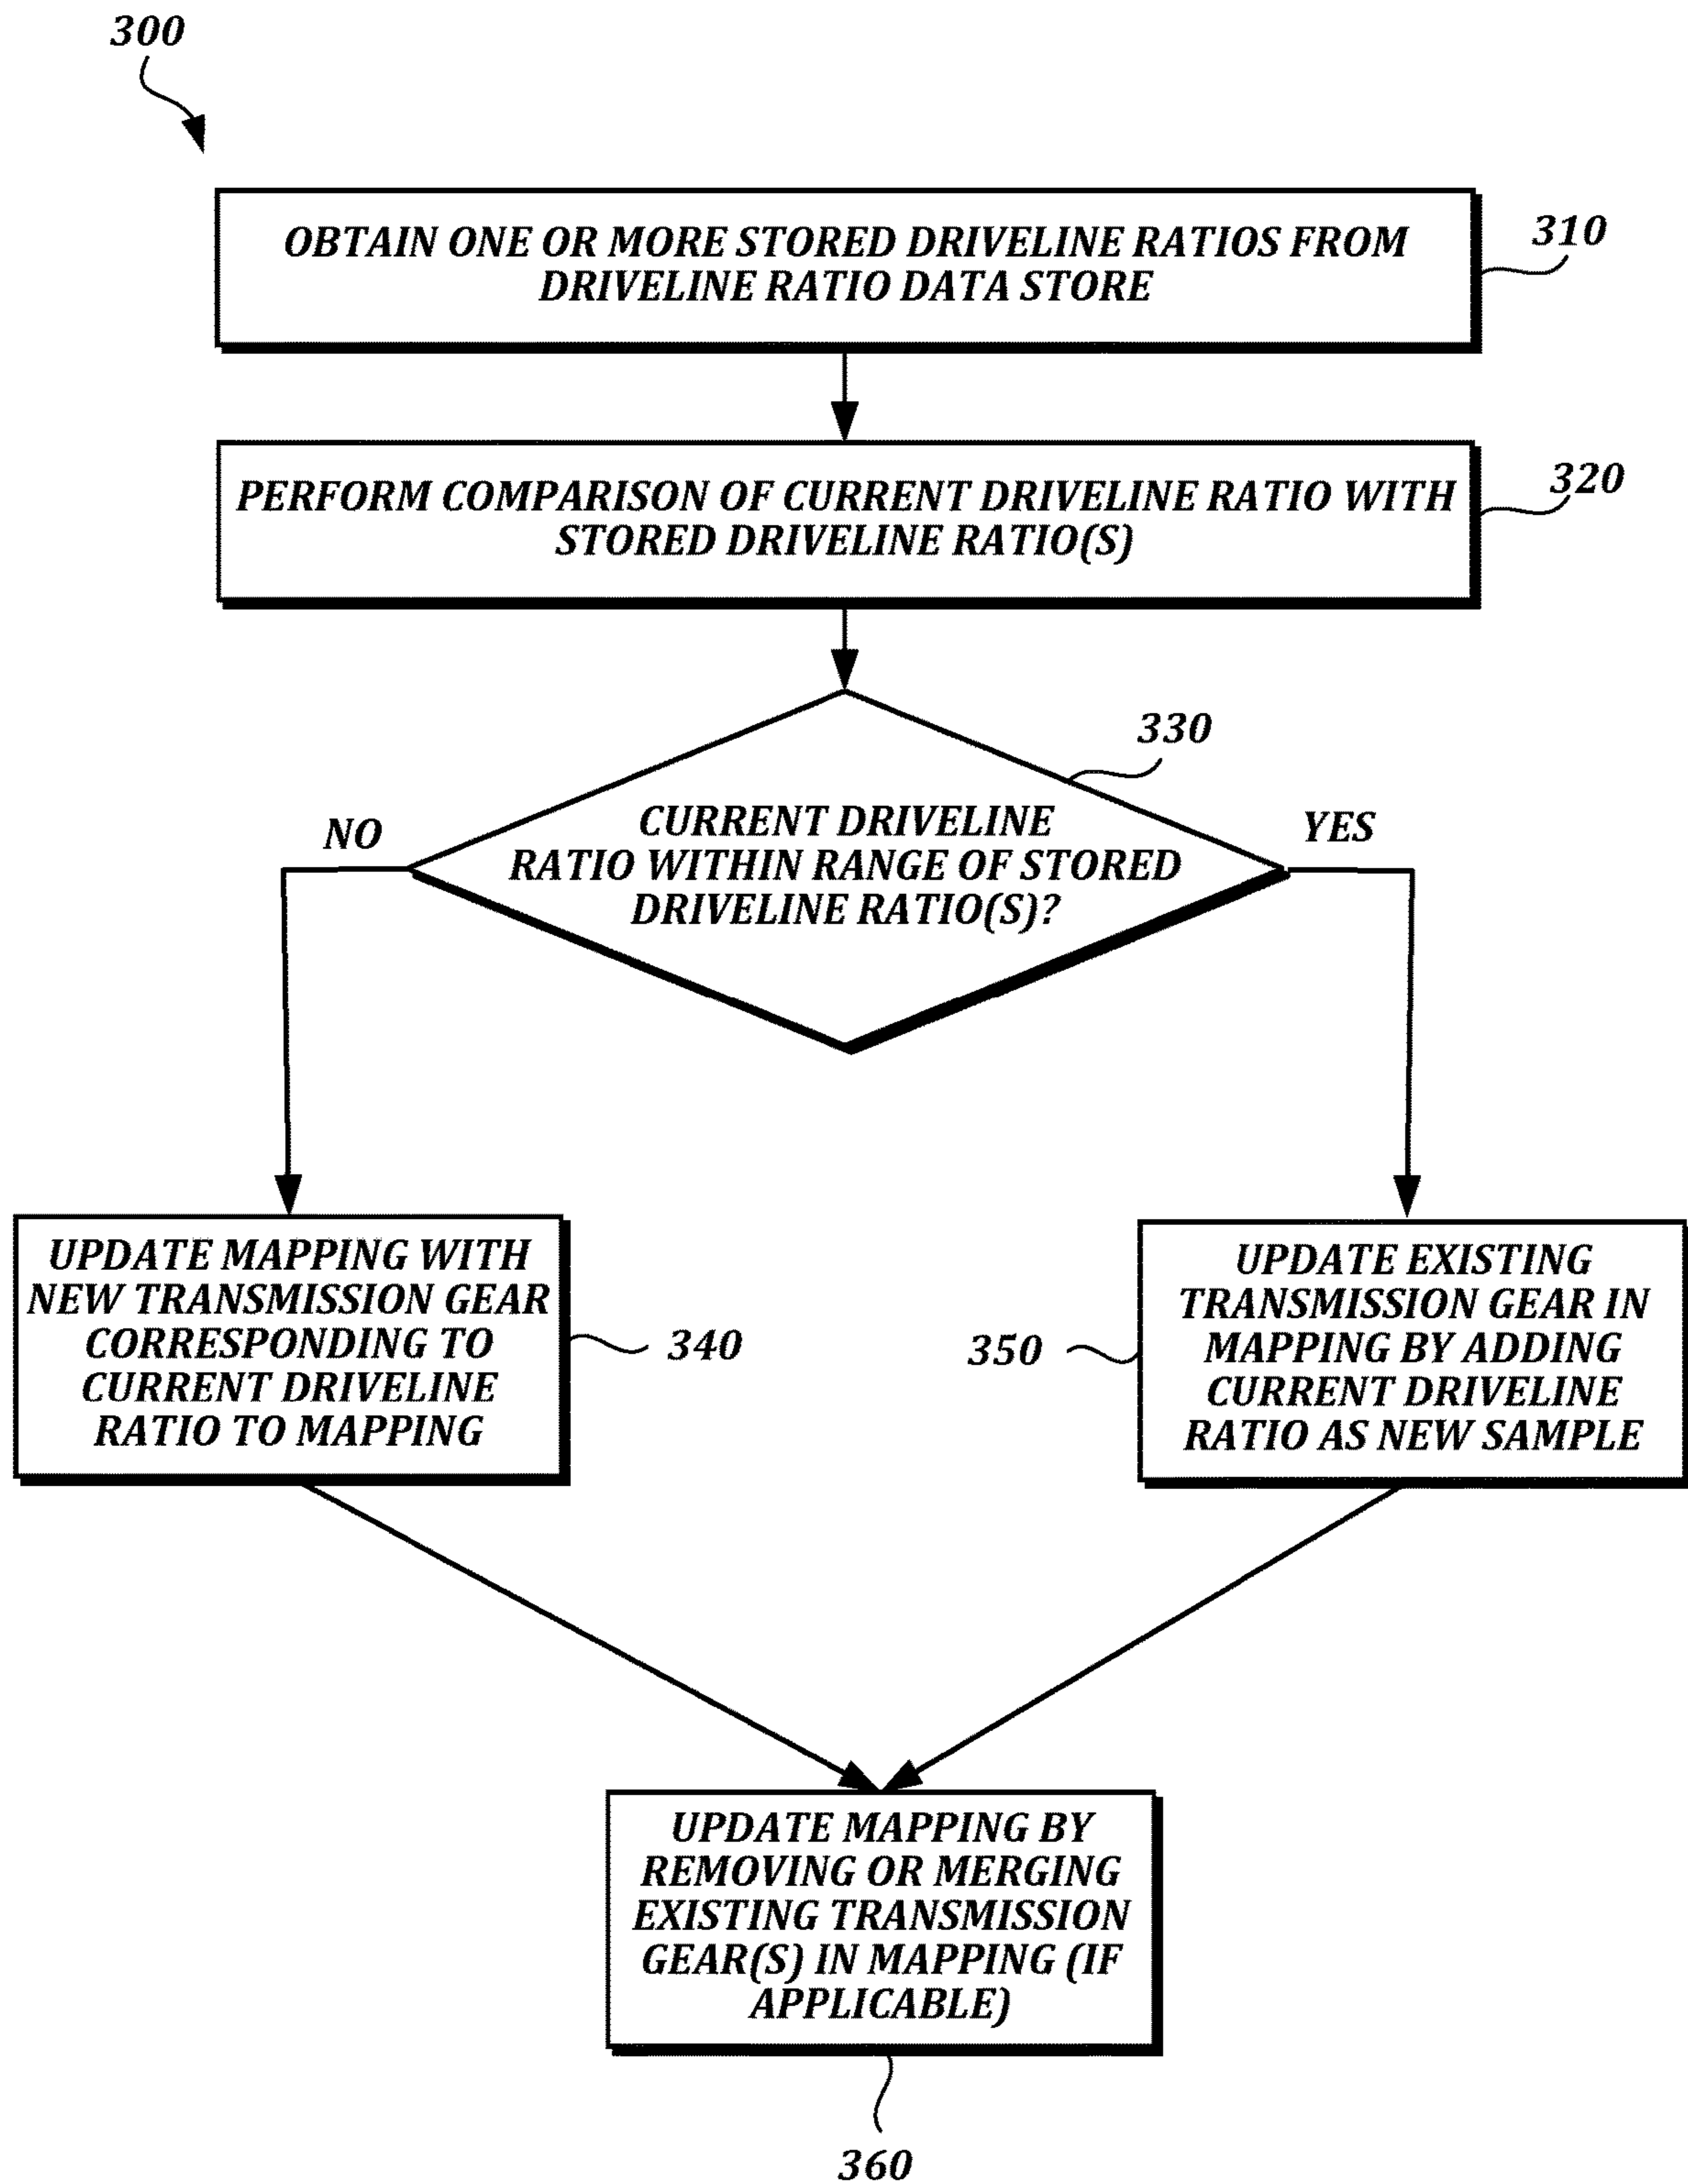 300
OBTAIN ONE OR MORE STORED DRIVELINE RATIOS FROM
DRIVELINE RATIO DATA STORE
310
PERFORM COMPARISON OF CURRENT DRIVELINE RATIO WITH
STORED DRIVELINE RATIO(S)
320
330
CURRENT DRIVELINE
RATIO WITHIN RANGE OF STORED
DRIVELINE RATIO(S)?
NO
YES
UPDATE MAPPING WITH
NEW TRANSMISSION GEAR
CORRESPONDING TO
CURRENT DRIVELINE
RATIO TO MAPPING
340
350
UPDATE EXISTING
TRANSMISSION GEAR IN
MAPPING BY ADDING
CURRENT DRIVELINE
RATIO AS NEW SAMPLE
UPDATE MAPPING BY
REMOVING OR MERGING
EXISTING TRANSMISSION
GEAR(S) IN MAPPING (IF
APPLICABLE)
360